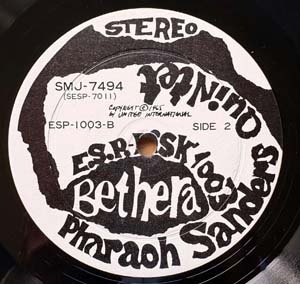 STEREO
SMJ-7494
(SESP-7011)
COPYRIGHT © 1965
by UNITED INTERNATIONAL
ESP-1003-B
SIDE 2
Pharaoh Sanders
QuiNtet
E.S.P.-DISK 1003
Bethera